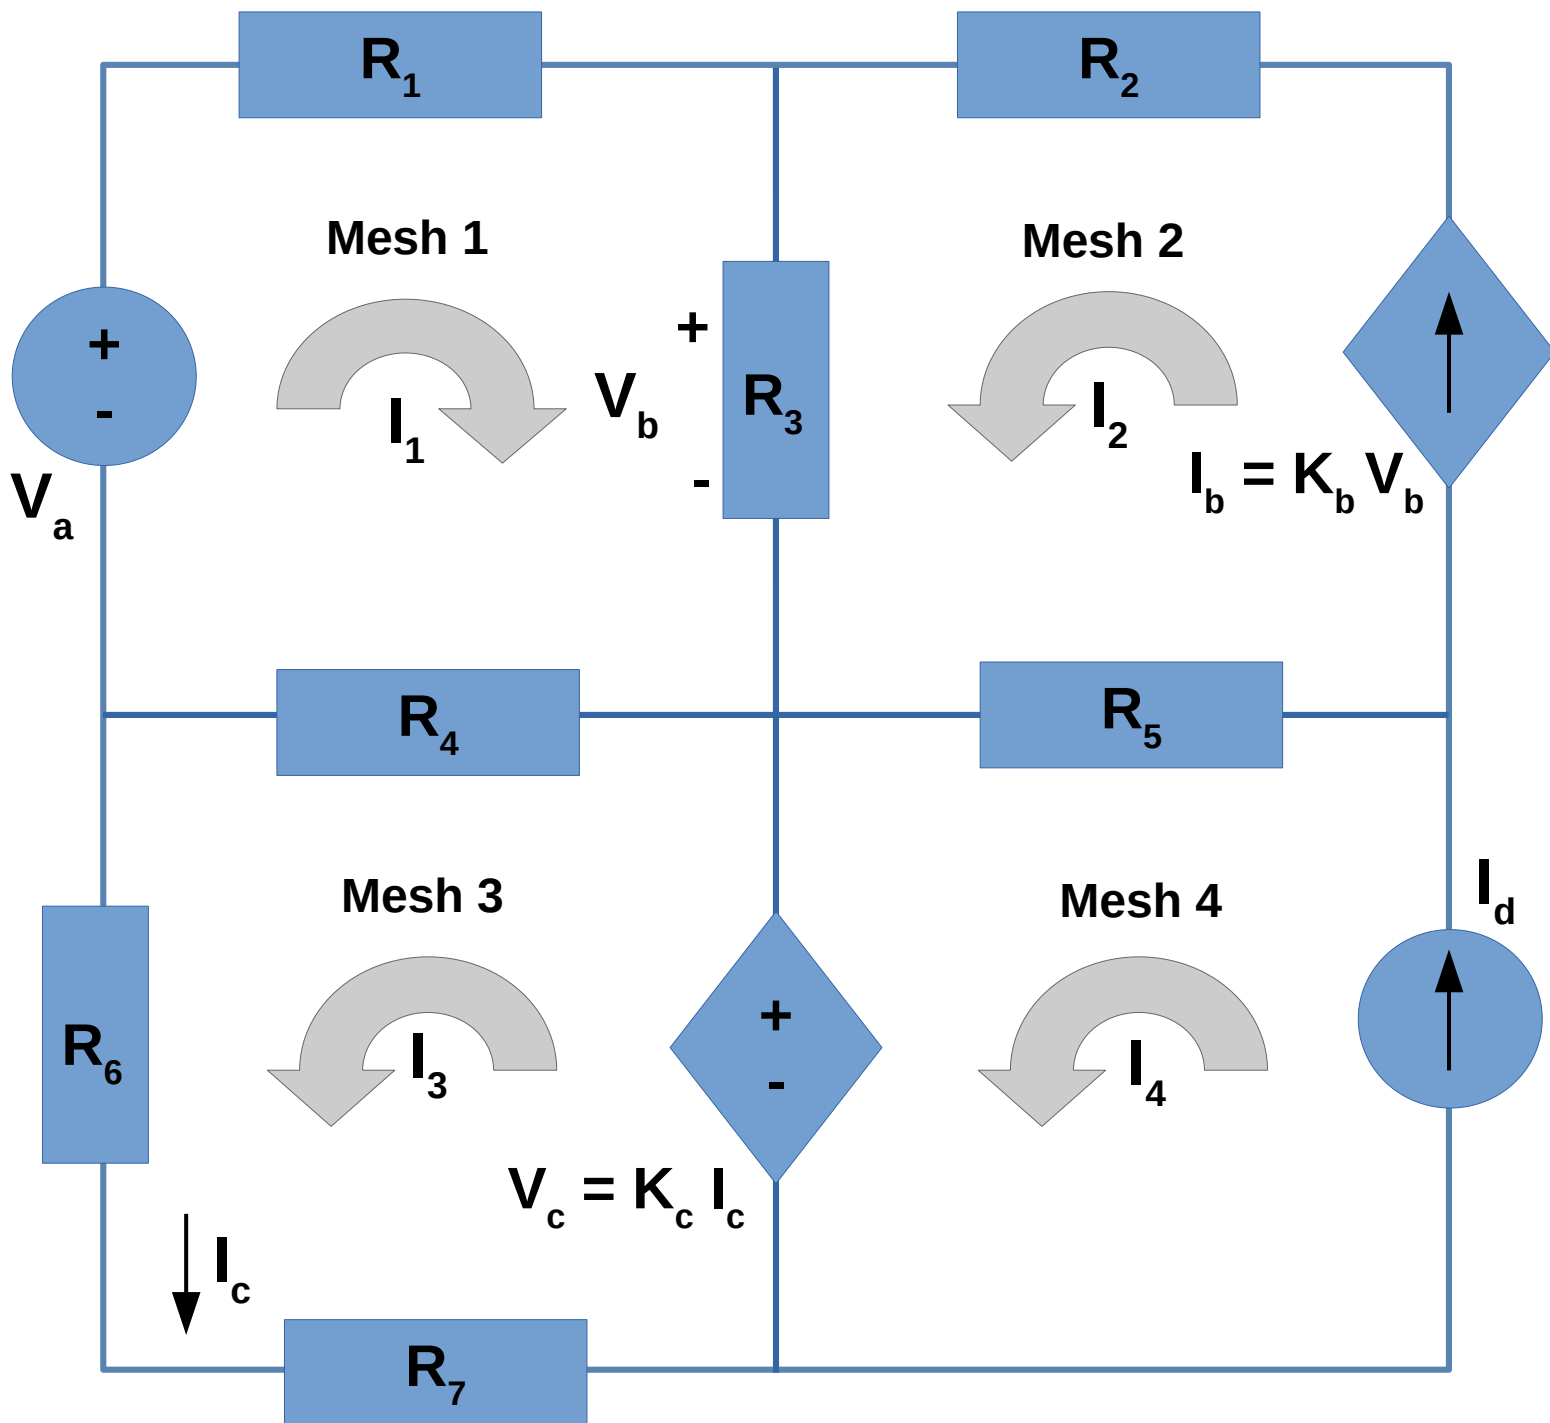 R1
R2
Mesh 1
Mesh 2
+
-
Va
I1
+
Vb
-
R3
I2
Ib = Kb Vb
R4
R5
Mesh 3
Mesh 4
Id
R6
I3
+
-
I4
Vc = Kc Ic
Ic
R7